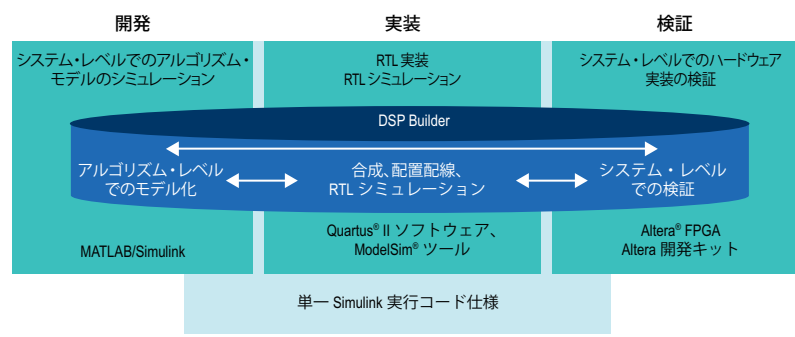 開発
実装
検証
システム・レベルでのアルゴリズム・
モデルのシミュレーション
RTL 実装
RTL シミュレーション
システム・レベルでのハードウェア
実装の検証
DSP Builder
アルゴリズム・レベル
でのモデル化
合成、配置配線、
RTL シミュレーション
システム・レベル
での検証
MATLAB/Simulink
Quartus® II ソフトウェア、
ModelSim® ツール
Altera® FPGA
Altera 開発キット
単一 Simulink 実行コード仕様